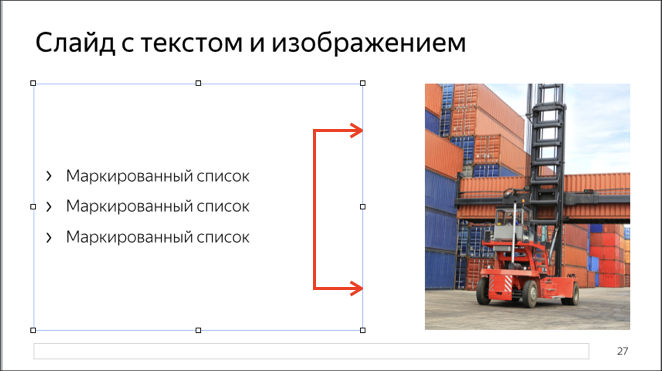 Слайд с текстом и изображением
› Маркированный список
› Маркированный список
› Маркированный список
27